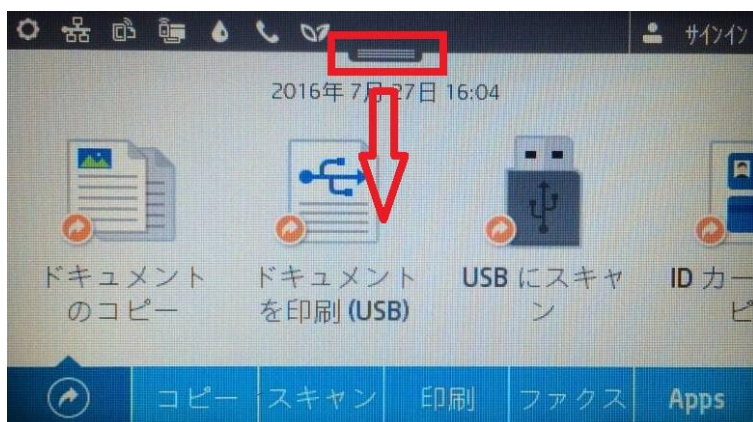 サインイン
2016年 7月 27日 16:04
ドキュメント
のコピー
ドキュメント
を印刷 (USB)
USB にスキャ
ン
ID カー
ピ
コピー
スキャン
印刷
ファクス
Apps